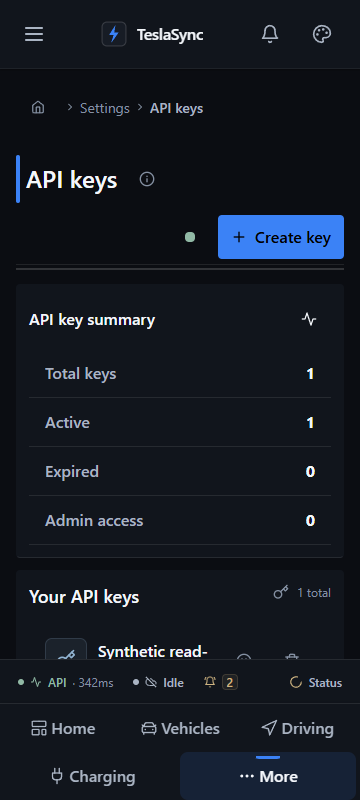 TeslaSync
Settings
API keys
API keys
Create key
API key summary
Total keys 1
Active 1
Expired 0
Admin access 0
Your API keys 1 total
Synthetic read-
API · 342ms Idle 2 Status
Home Vehicles Driving
Charging More